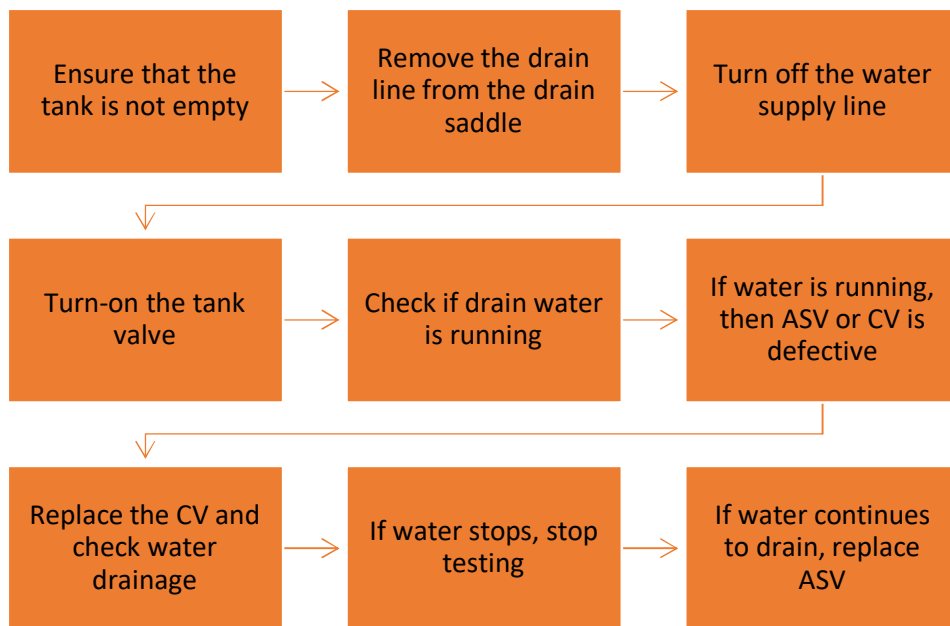 Ensure that the
tank is not empty
Remove the drain
line from the drain
saddle
Turn off the water
supply line
Turn-on the tank
valve
Check if drain water
is running
If water is running,
then ASV or CV is
defective
Replace the CV and
check water
drainage
If water stops, stop
testing
If water continues
to drain, replace
ASV